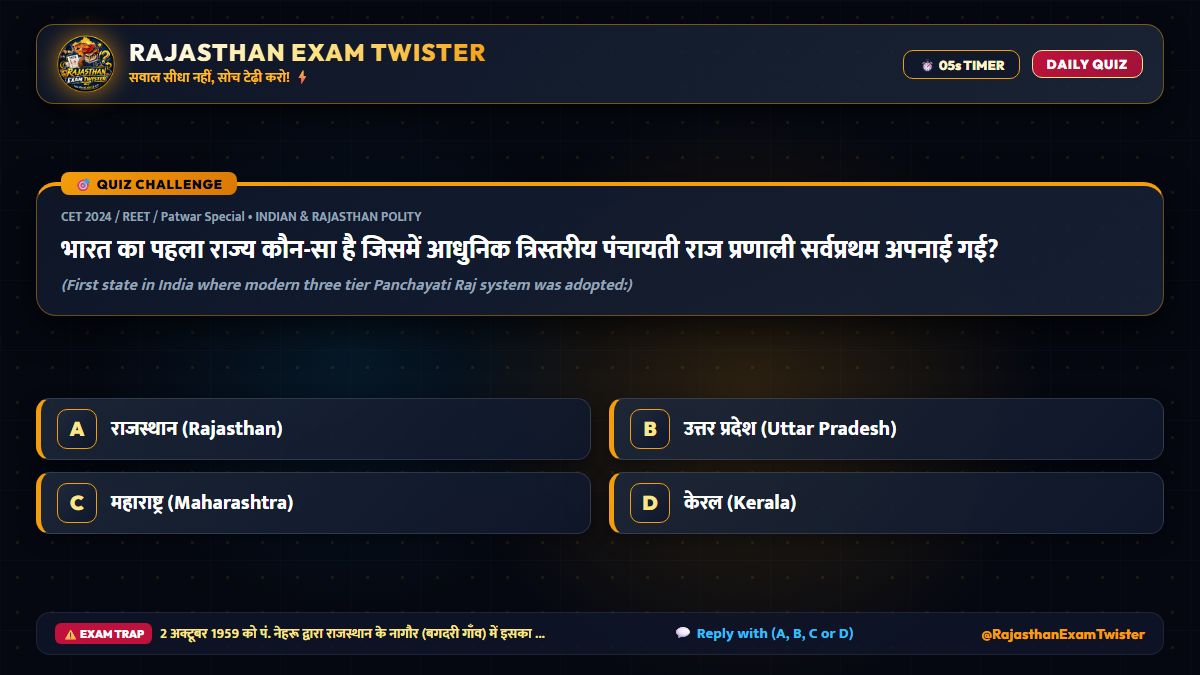 RAJASTHAN EXAM TWISTER
सवाल सीधा नहीं, सोच टेढ़ी करो! ⚡
⏱ 05s TIMER
DAILY QUIZ
RAJASTHAN
EXAM TWISTER
🎯 QUIZ CHALLENGE
CET 2024 / REET / Patwar Special • INDIAN & RAJASTHAN POLITY
भारत का पहला राज्य कौन-सा है जिसमें आधुनिक त्रिस्तरीय पंचायती राज प्रणाली सर्वप्रथम अपनाई गई?
(First state in India where modern three tier Panchayati Raj system was adopted:)
A राजस्थान (Rajasthan)
B उत्तर प्रदेश (Uttar Pradesh)
C महाराष्ट्र (Maharashtra)
D केरल (Kerala)
⚠ EXAM TRAP 2 अक्टूबर 1959 को पं. नेहरू द्वारा राजस्थान के नागौर (बगदरी गाँव) में इसका ...
💬 Reply with (A, B, C or D)
@RajasthanExamTwister